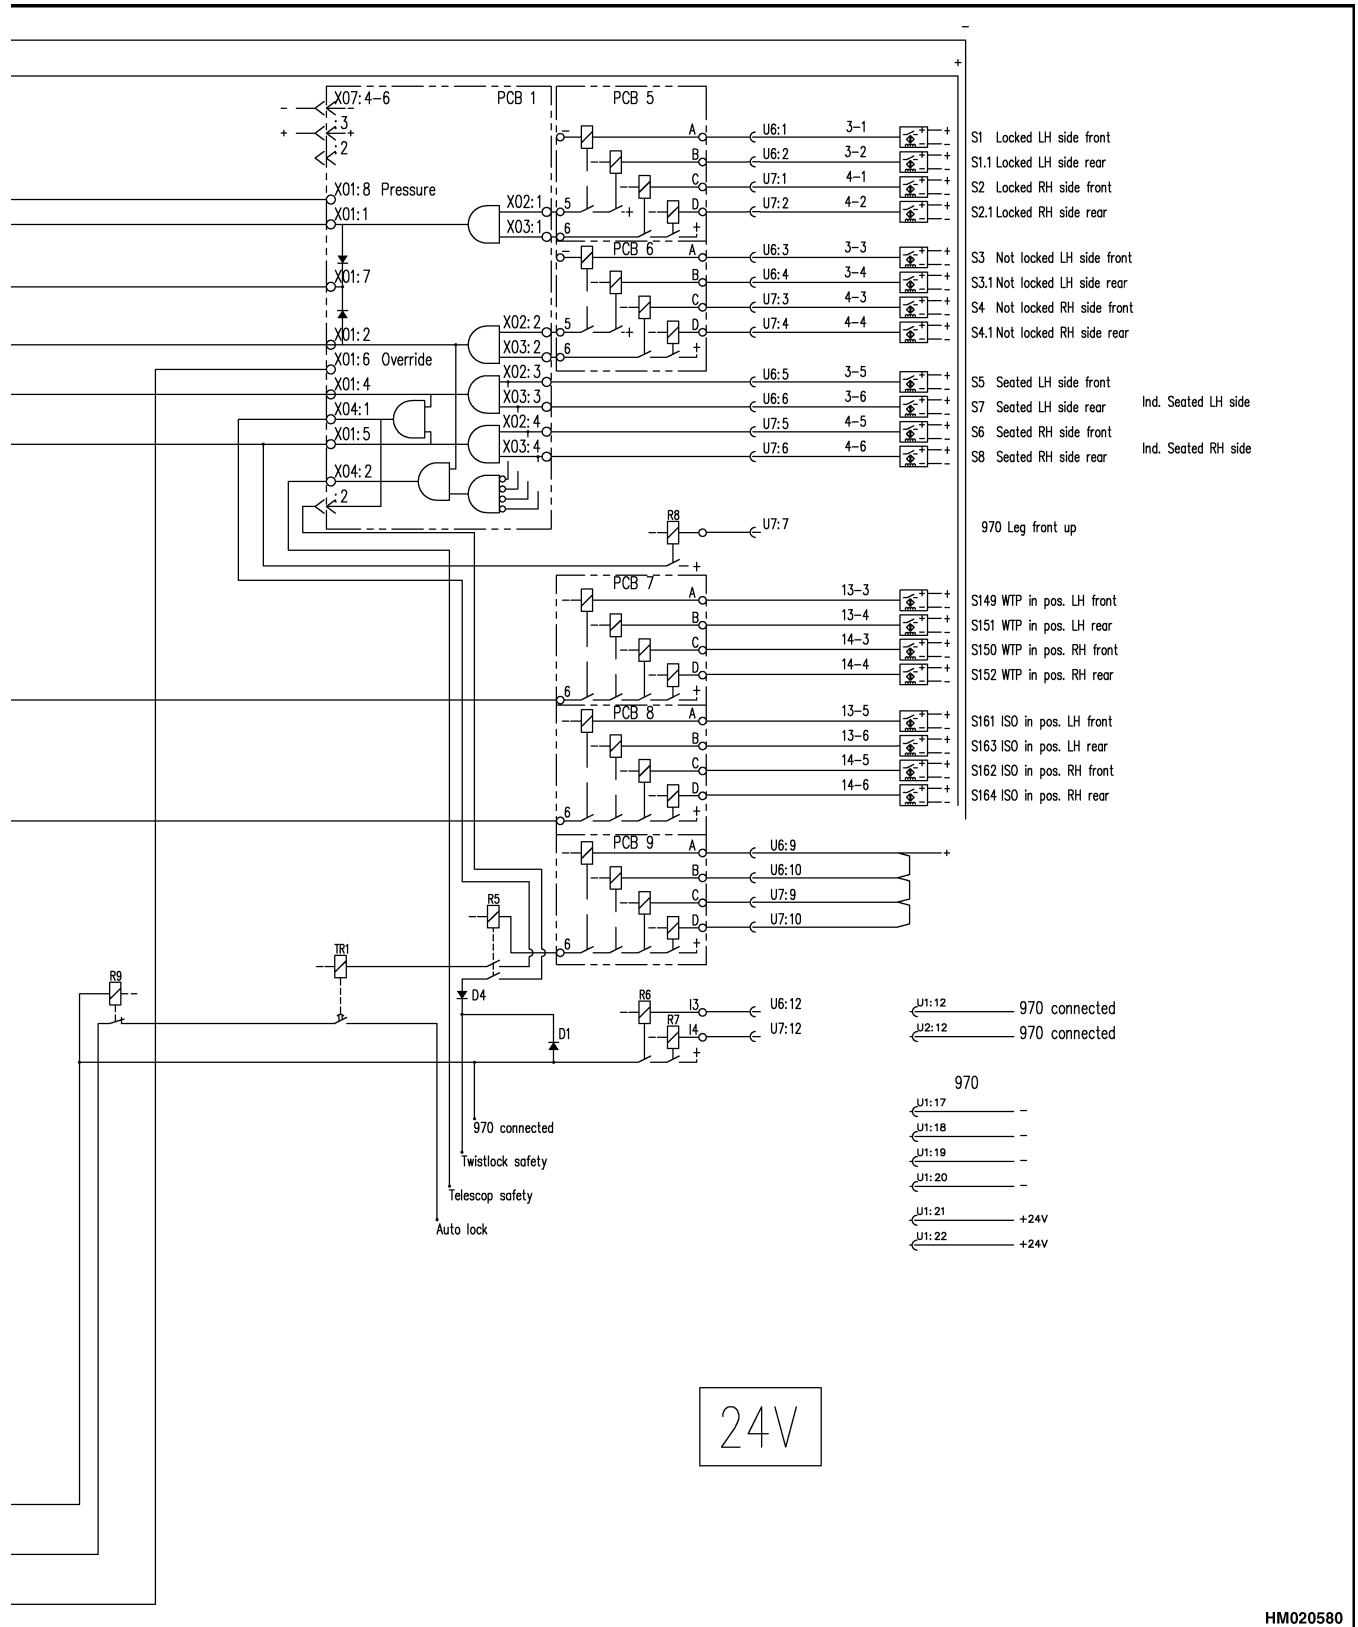 −
+
X07:4-6 PCB 1 PCB 5
− −
:3
+ +
:2
− A U6:1 3-1 + − S1 Locked LH side front
B U6:2 3-2 + − S1.1 Locked LH side rear
X01:8 Pressure C U7:1 4-1 + − S2 Locked RH side front
X01:1 X02:1 5 + D U7:2 4-2 + − S2.1 Locked RH side rear
X03:1 6 +
PCB 6
− A U6:3 3-3 + − S3 Not locked LH side front
X01:7 B U6:4 3-4 + − S3.1 Not locked LH side rear
C U7:3 4-3 + − S4 Not locked RH side front
X01:2 X02:2 5 + D U7:4 4-4 + − S4.1 Not locked RH side rear
X03:2 6 +
X01:6 Override
X01:4 X02:3 U6:5 3-5 + − S5 Seated LH side front
X04:1 X03:3 U6:6 3-6 + − S7 Seated LH side rear Ind. Seated LH side
X01:5 X02:4 U7:5 4-5 + − S6 Seated RH side front
X03:4 U7:6 4-6 + − S8 Seated RH side rear Ind. Seated RH side
X04:2
:2
R8 U7:7 970 Leg front up
+
PCB 7
A 13-3 + − S149 WTP in pos. LH front
B 13-4 + − S151 WTP in pos. LH rear
C 14-3 + − S150 WTP in pos. RH front
D 14-4 + − S152 WTP in pos. RH rear
6 +
PCB 8
A 13-5 + − S161 ISO in pos. LH front
B 13-6 + − S163 ISO in pos. LH rear
C 14-5 + − S162 ISO in pos. RH front
D 14-6 + − S164 ISO in pos. RH rear
6 +
PCB 9
A U6:9 +
B U6:10
R5 C U7:9
D U7:10
6 +
TR1
R9
D4 R6 I3 U6:12 U1:12 970 connected
D1 R7 I4 U7:12 U2:12 970 connected
+
970
U1:17 −
970 connected U1:18 −
Twistlock safety U1:19 −
Telescop safety U1:20 −
Auto lock U1:21 +24V
U1:22 +24V
24V
HM020580